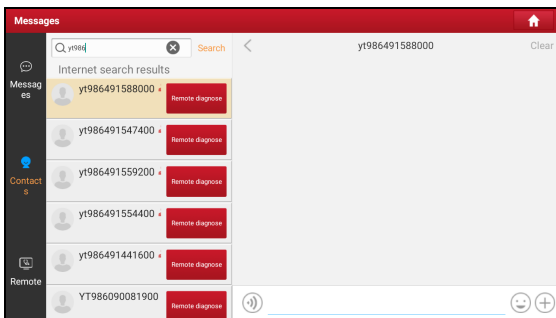 Messages
yt986
Search
Internet search results
Messag
es
Contact
s
Remote
yt986491588000
Remote diagnose
yt986491547400
Remote diagnose
yt986491559200
Remote diagnose
yt986491554400
Remote diagnose
yt986491441600
Remote diagnose
YT986090081900
Remote diagnose
yt986491588000
Clear